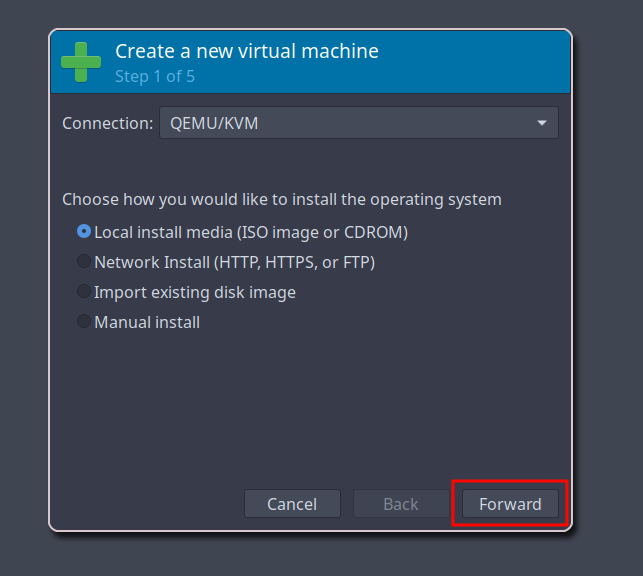 Create a new virtual machine
Step 1 of 5
Connection: QEMU/KVM
Choose how you would like to install the operating system
Local install media (ISO image or CDROM)
Network Install (HTTP, HTTPS, or FTP)
Import existing disk image
Manual install
Cancel Back Forward